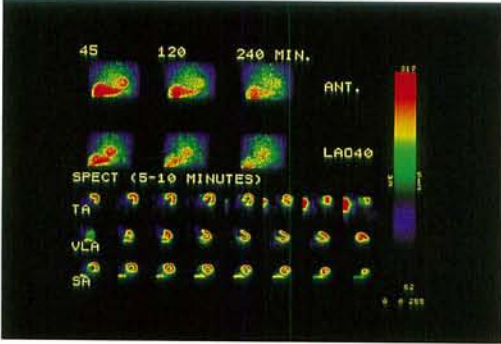 45 120 240 MIN.
ANT.
LAO40
SPECT (5-10 MINUTES)
TA
VLA
SA